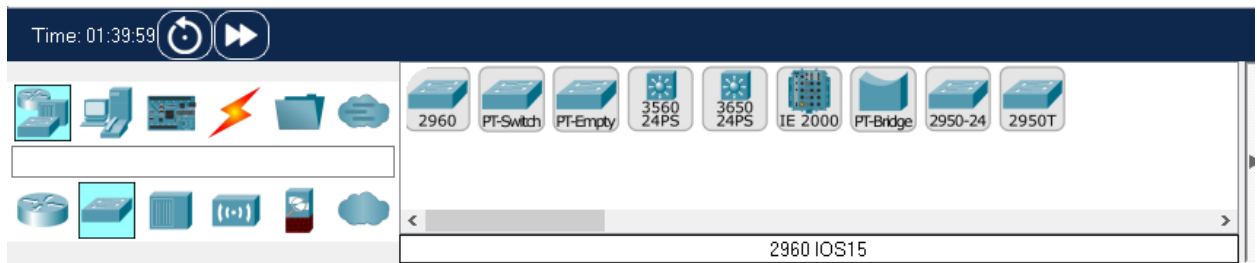 Time: 01:39:59
2960
PT-Switch
PT-Empty
3560
24PS
3650
24PS
IE 2000
PT-Bridge
2950-24
2950T
2960 IOS15